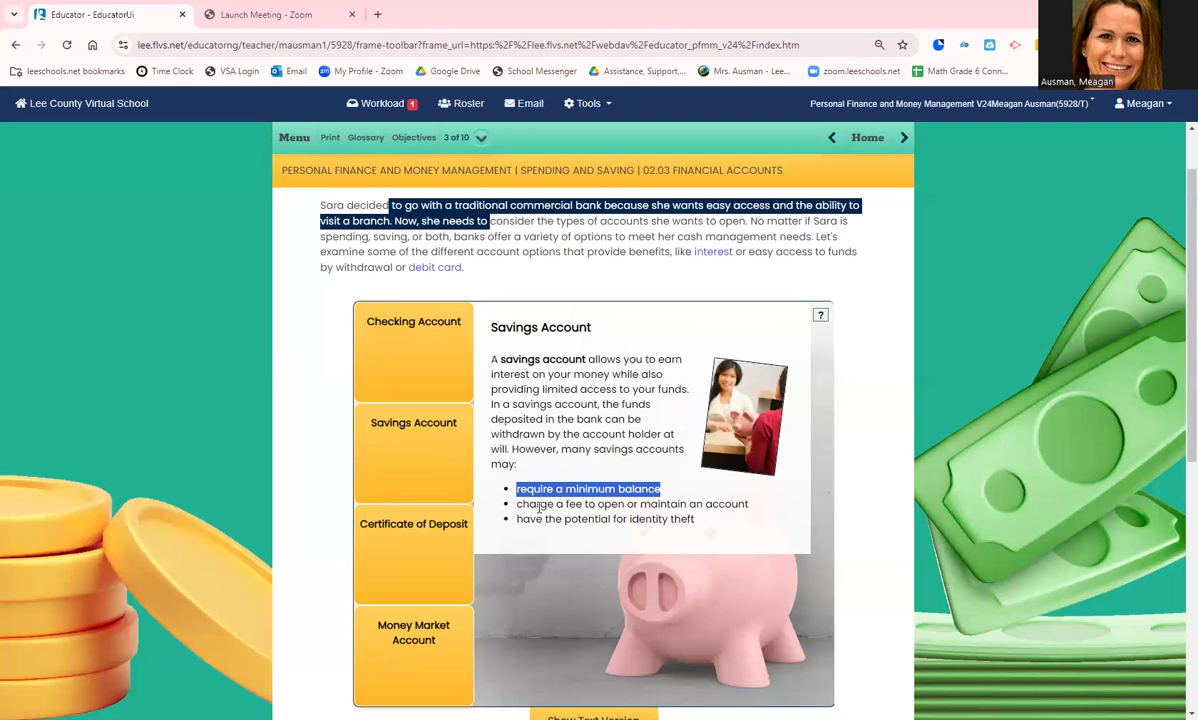 Educator - EducatorUi
Launch Meeting - Zoom
lee.flvs.net/educatorng/teacher/mausman1/5928/frame-toolbar?frame_url=https:%2F%2Flee.flvs.net%2Fwebdav%2Feducator_pfmm_v24%2Findex.htm
leeschools.net bookmarks
Time Clock
VSA Login
Email
My Profile - Zoom
Google Drive
School Messenger
Assistance, Support,...
Mrs. Ausman - Lee...
zoom.leeschools.net
Math Grade 6 Conn...
Ausman, Meagan
Lee County Virtual School
Workload 1
Roster
Email
Tools
Personal Finance and Money Management V24Meagan Ausman(5928/T)
Meagan
Menu Print Glossary Objectives 3 of 10
Home
PERSONAL FINANCE AND MONEY MANAGEMENT | SPENDING AND SAVING | 02.03 FINANCIAL ACCOUNTS
Sara decided to go with a traditional commercial bank because she wants easy access and the ability to
visit a branch. Now, she needs to consider the types of accounts she wants to open. No matter if Sara is
spending, saving, or both, banks offer a variety of options to meet her cash management needs. Let's
examine some of the different account options that provide benefits, like interest or easy access to funds
by withdrawal or debit card.
Checking Account
Savings Account
Certificate of Deposit
Money Market
Account
Savings Account
?
A savings account allows you to earn
interest on your money while also
providing limited access to your funds.
In a savings account, the funds
deposited in the bank can be
withdrawn by the account holder at
will. However, many savings accounts
may:
• require a minimum balance
• charge a fee to open or maintain an account
• have the potential for identity theft
Show Text Version